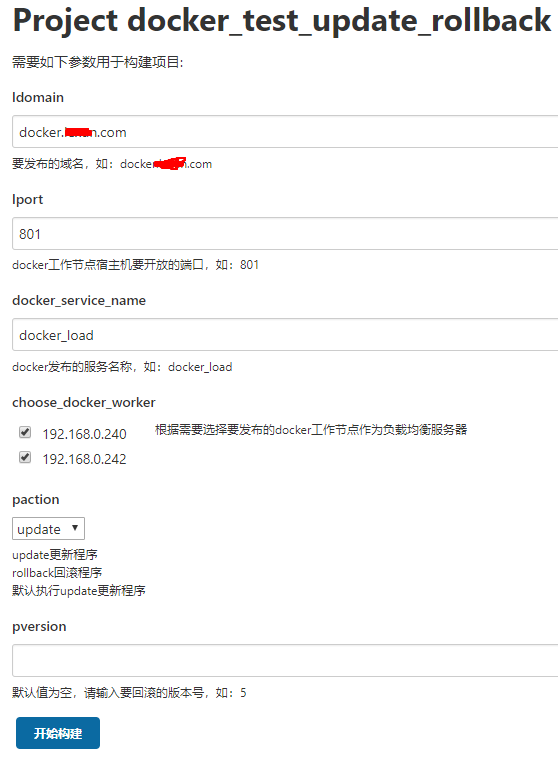 Project docker_test_update_rollback
需要如下参数用于构建项目:
ldomain
docker. .com
要发布的域名，如：docker .com
lport
801
docker工作节点宿主机要开放的端口，如：801
docker_service_name
docker_load
docker发布的服务名称，如：docker_load
choose_docker_worker
192.168.0.240
根据需要选择要发布的docker工作节点作为负载均衡服务器
192.168.0.242
paction
update
update更新程序
rollback回滚程序
默认执行update更新程序
pversion
默认值为空，请输入要回滚的版本号，如：5
开始构建